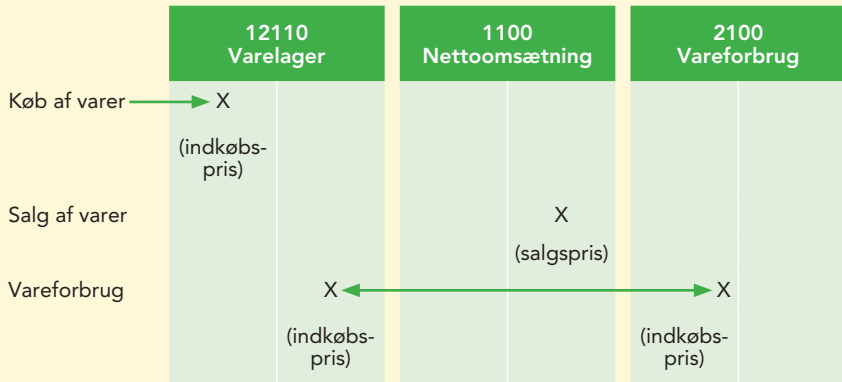 12110
Varelager
1100
Nettoomsætning
2100
Vareforbrug
Køb af varer
X
(indkøbs-
pris)
Salg af varer
X
(salgspris)
Vareforbrug
X
X
(indkøbs-
pris)
(indkøbs-
pris)